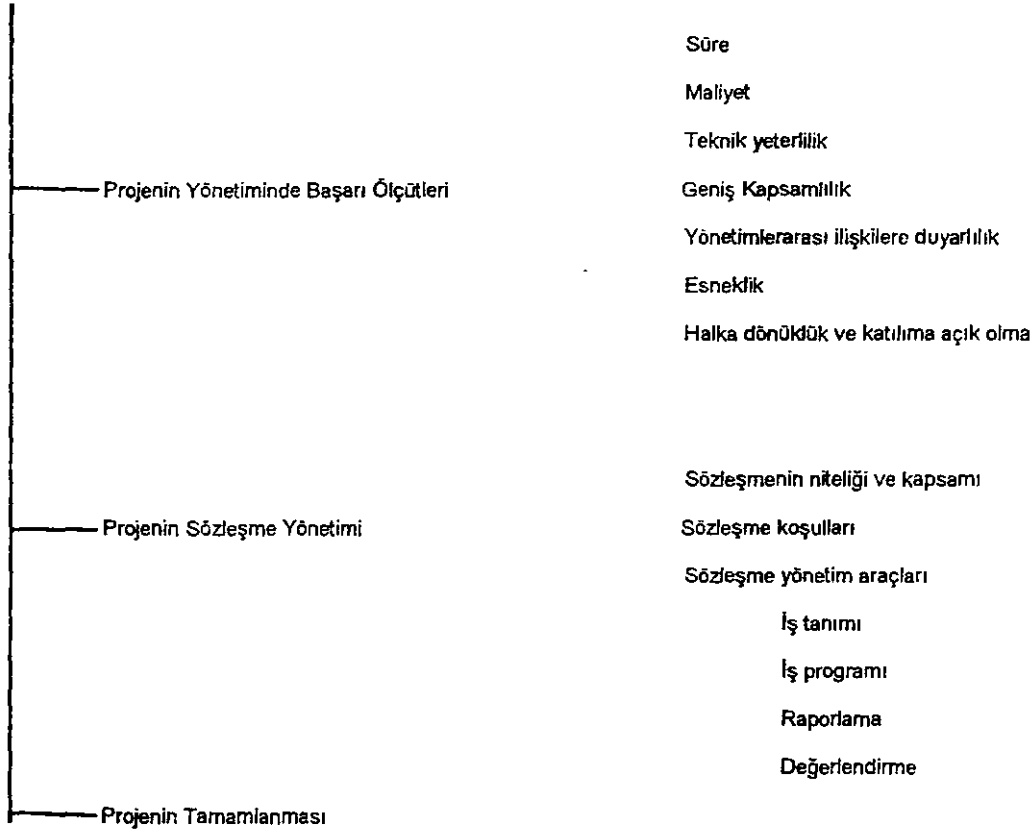 Süre
Maliyet
Teknik yeterlilik
Projenin Yönetiminde Başarı Ölçütleri
Geniş Kapsamlılık
Yönetimlerarası ilişkilere duyarlılık
Esneklik
Halka dönüklük ve katılıma açık olma
Sözleşmenin niteliği ve kapsamı
Projenin Sözleşme Yönetimi
Sözleşme koşulları
Sözleşme yönetim araçları
İş tanımı
İş programı
Raporlama
Değerlendirme
Projenin Tamamlanması